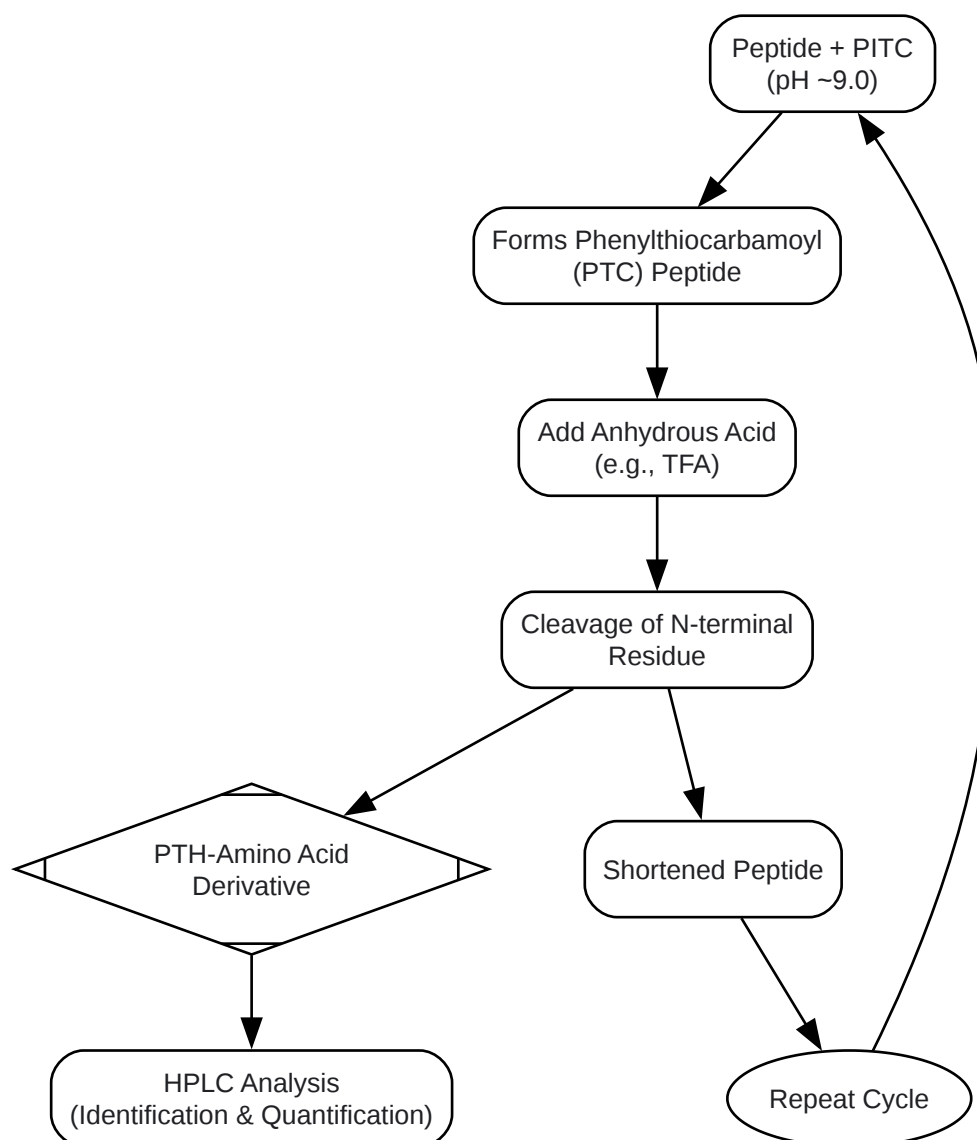 Peptide + PITC
(pH ~9.0)
Forms Phenylthiocarbamoyl
(PTC) Peptide
Add Anhydrous Acid
(e.g., TFA)
Cleavage of N-terminal
Residue
PTH-Amino Acid
Derivative
Shortened Peptide
HPLC Analysis
(Identification & Quantification)
Repeat Cycle